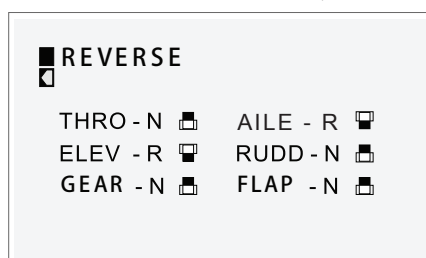 REVERSE
THRO - N AILE - R
ELEV - R RUDD - N
GEAR - N FLAP - N